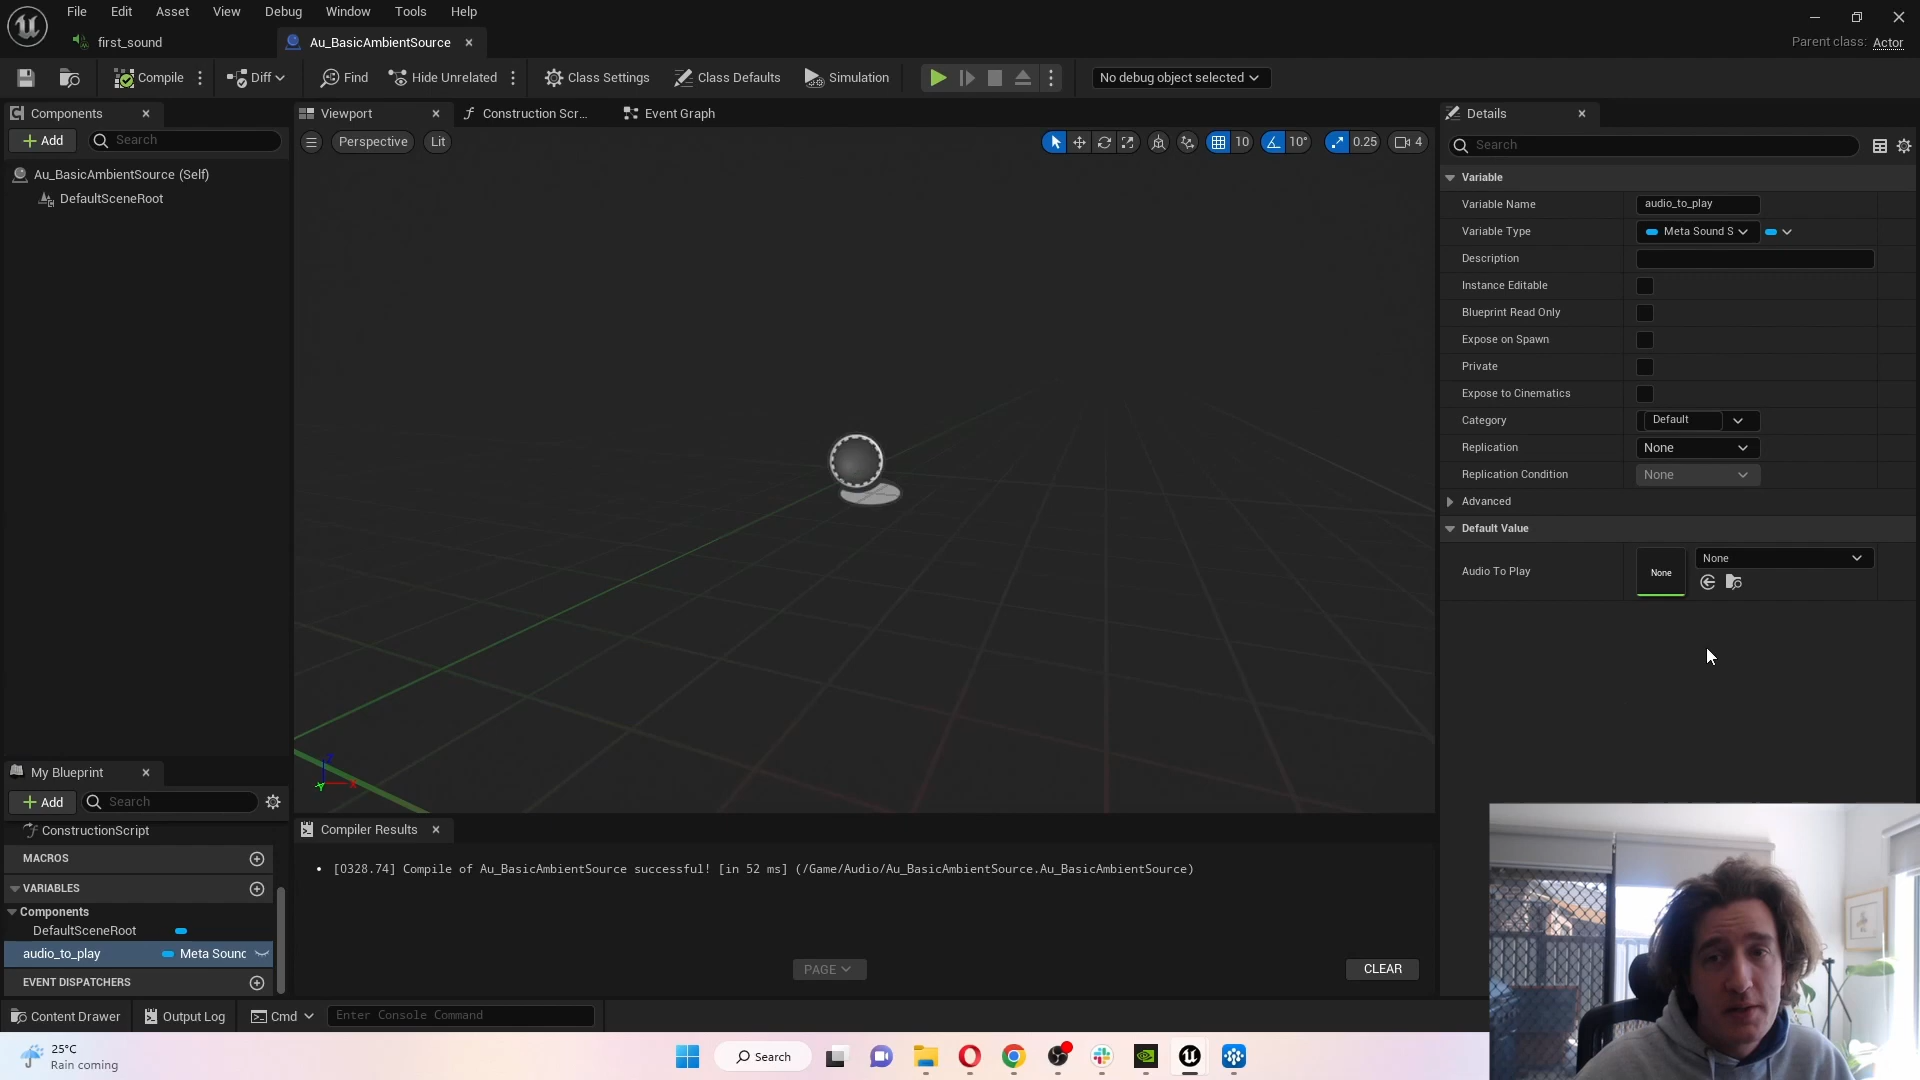 File Edit Asset View Debug Window Tools Help
first_sound
Au_BasicAmbientSource
Parent class: Actor
Compile Diff Find Hide Unrelated Class Settings Class Defaults Simulation No debug object selected
Components
Add Search
Au_BasicAmbientSource (Self)
DefaultSceneRoot
Viewport Construction Scr... Event Graph
Perspective Lit 10 10° 0.25 4
Details
Search
Variable
Variable Name audio_to_play
Variable Type Meta Sound S
Description
Instance Editable
Blueprint Read Only
Expose on Spawn
Private
Expose to Cinematics
Category Default
Replication None
Replication Condition None
Advanced
Default Value
Audio To Play None None
My Blueprint
Add Search
ConstructionScript
MACROS
VARIABLES
Components
DefaultSceneRoot
audio_to_play Meta Sound
EVENT DISPATCHERS
Compiler Results
[0328.74] Compile of Au_BasicAmbientSource successful! [in 52 ms] (/Game/Audio/Au_BasicAmbientSource.Au_BasicAmbientSource)
PAGE CLEAR
Content Drawer Output Log Cmd Enter Console Command
25°C
Rain coming
Search